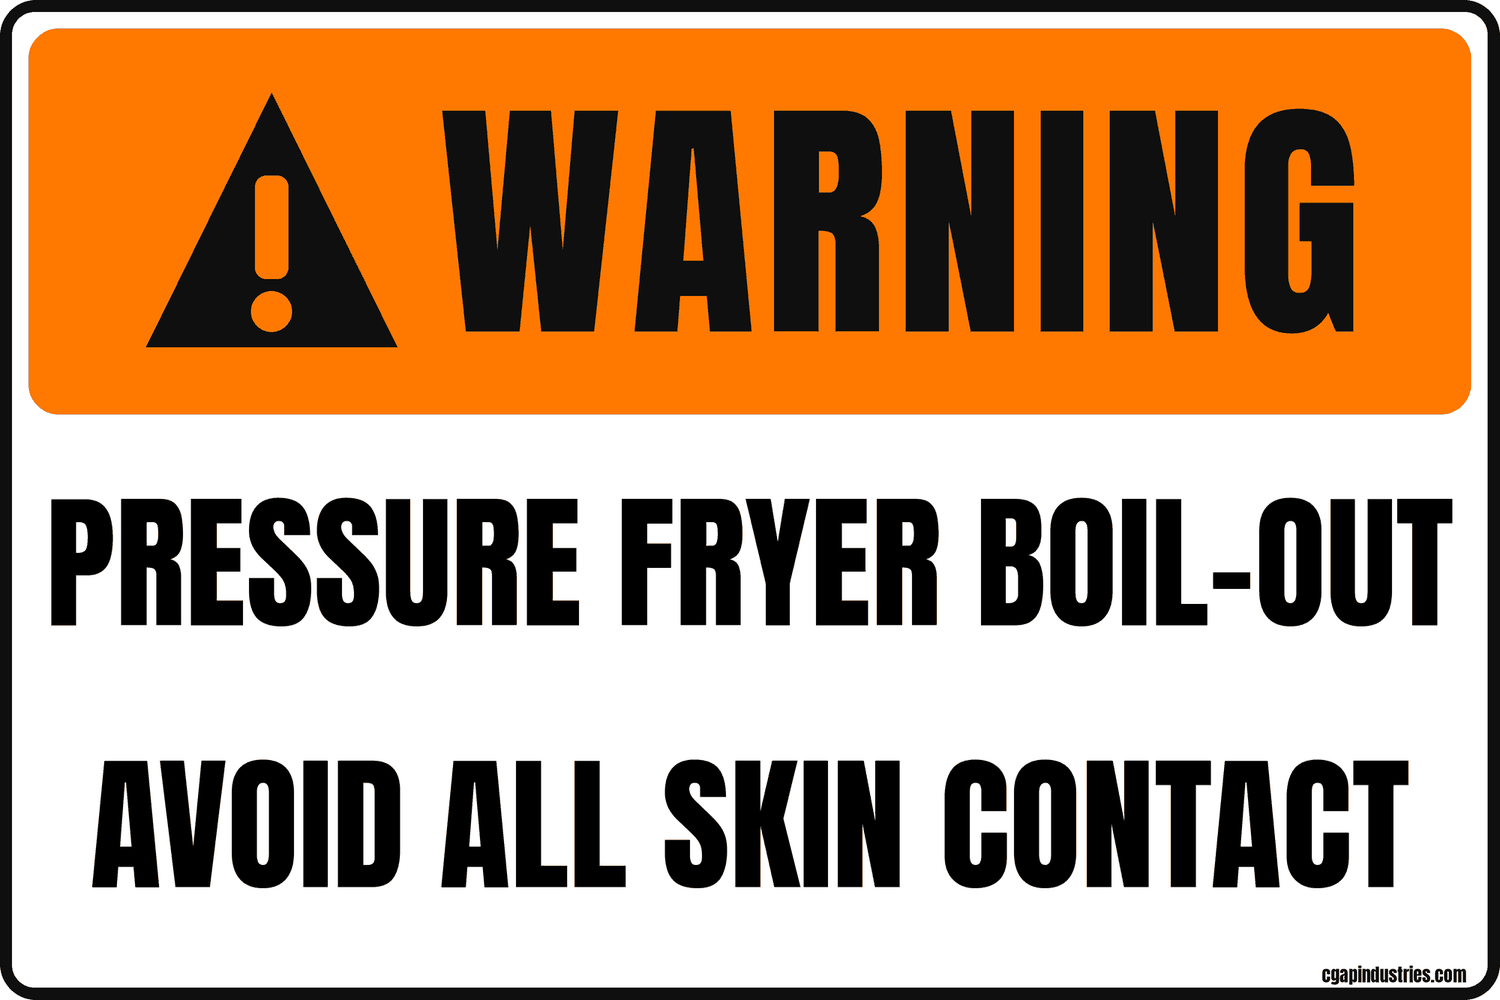 WARNING
PRESSURE FRYER BOIL-OUT
AVOID ALL SKIN CONTACT
cgapindustries.com